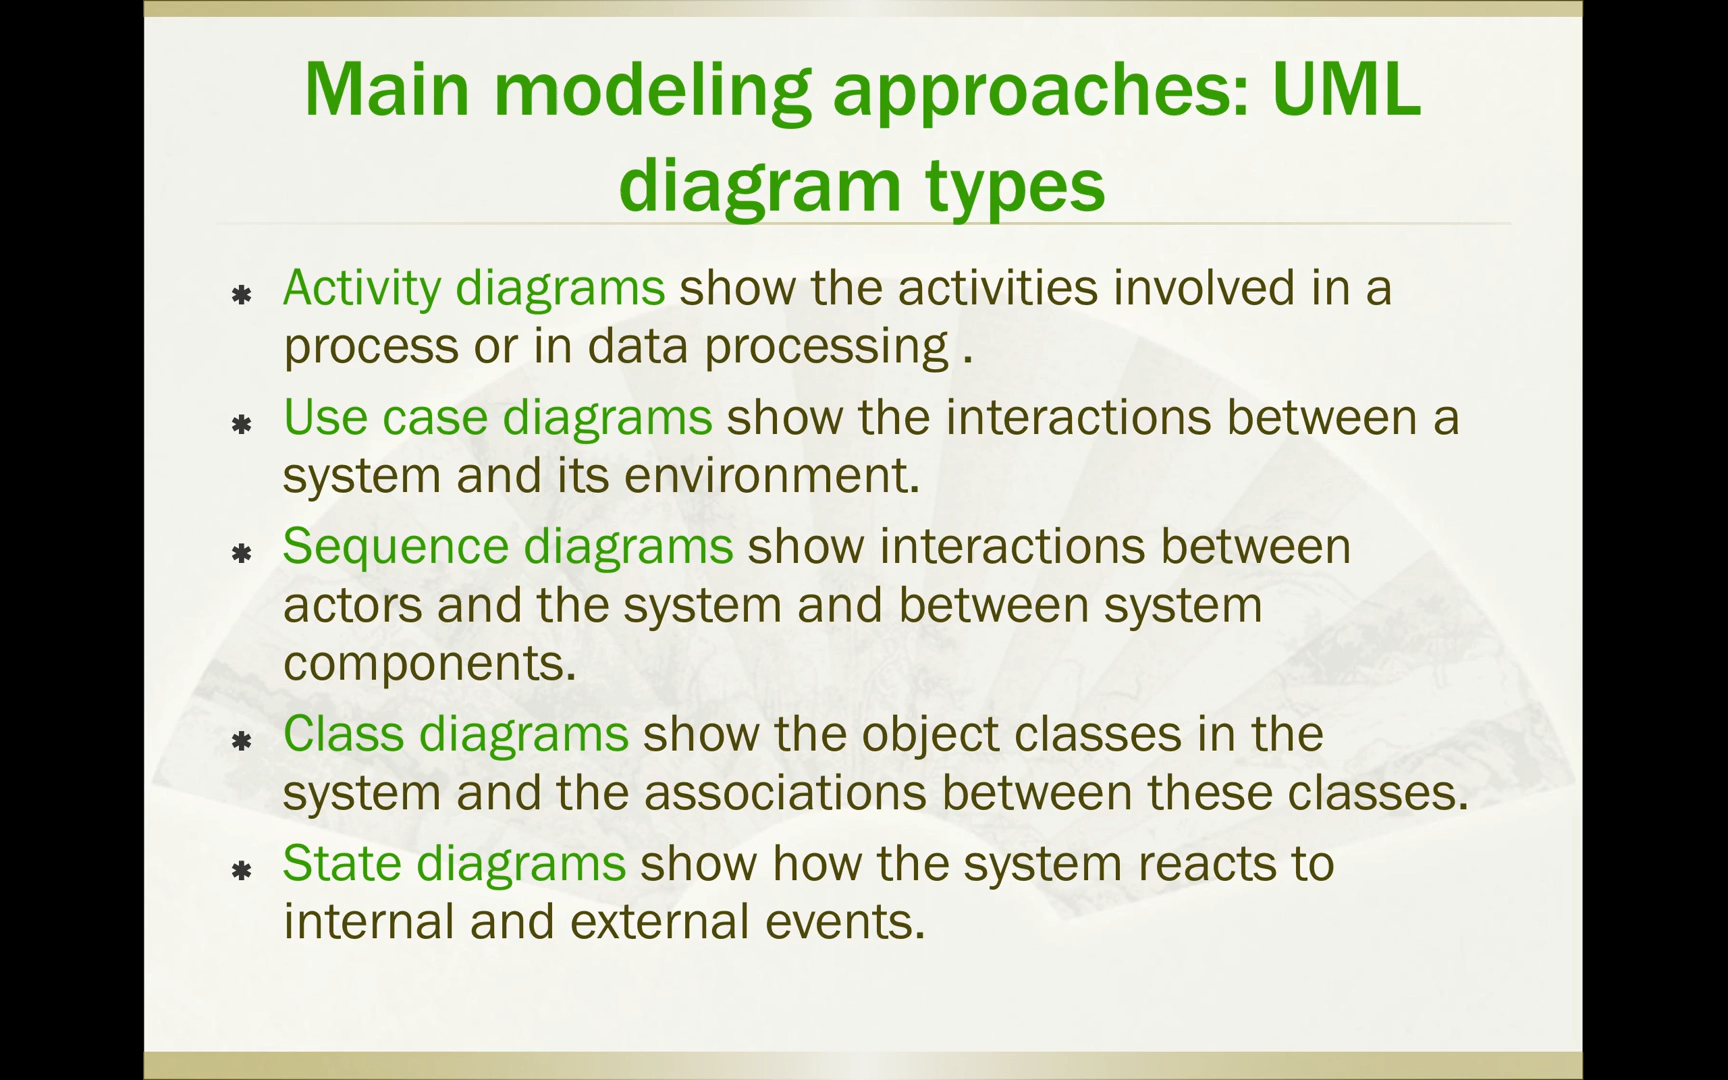 Main modeling approaches: UML
diagram types
✱ Activity diagrams show the activities involved in a
process or in data processing .
✱ Use case diagrams show the interactions between a
system and its environment.
✱ Sequence diagrams show interactions between
actors and the system and between system
components.
✱ Class diagrams show the object classes in the
system and the associations between these classes.
✱ State diagrams show how the system reacts to
internal and external events.